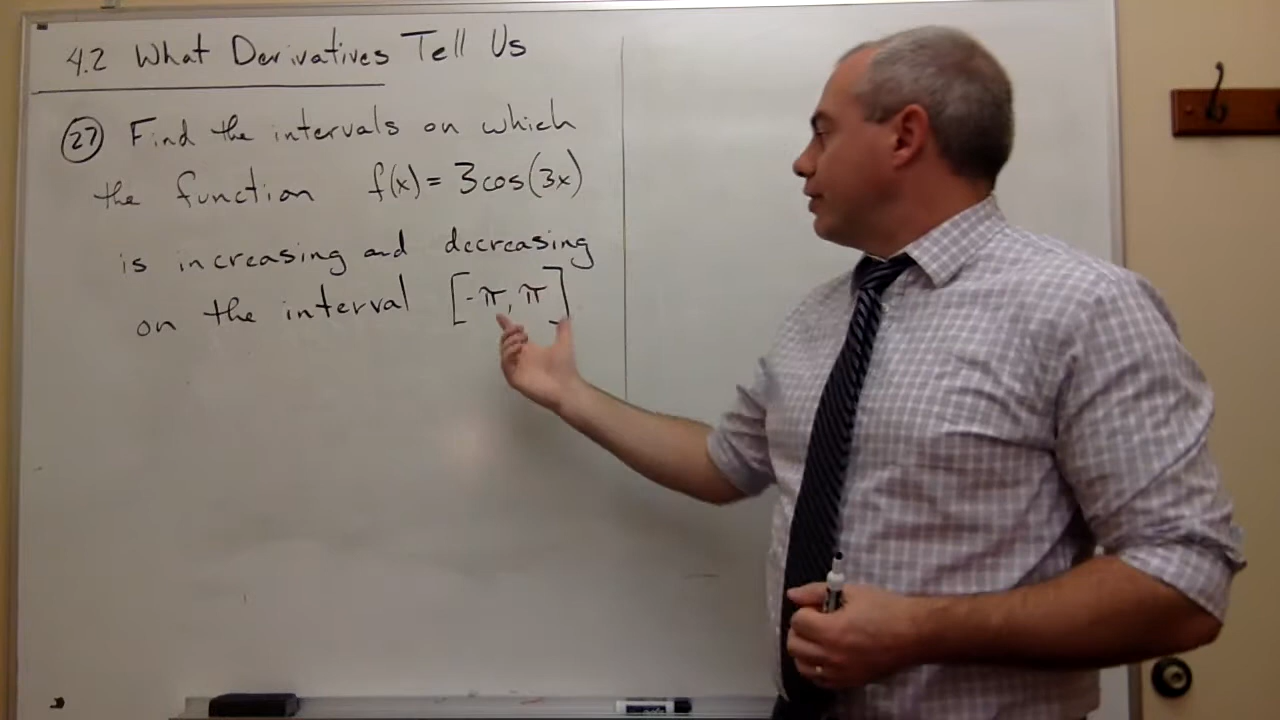 4.2 What Derivatives Tell Us
27 Find the intervals on which
the function f(x) = 3cos(3x)
is increasing and decreasing
on the interval [-π, π]